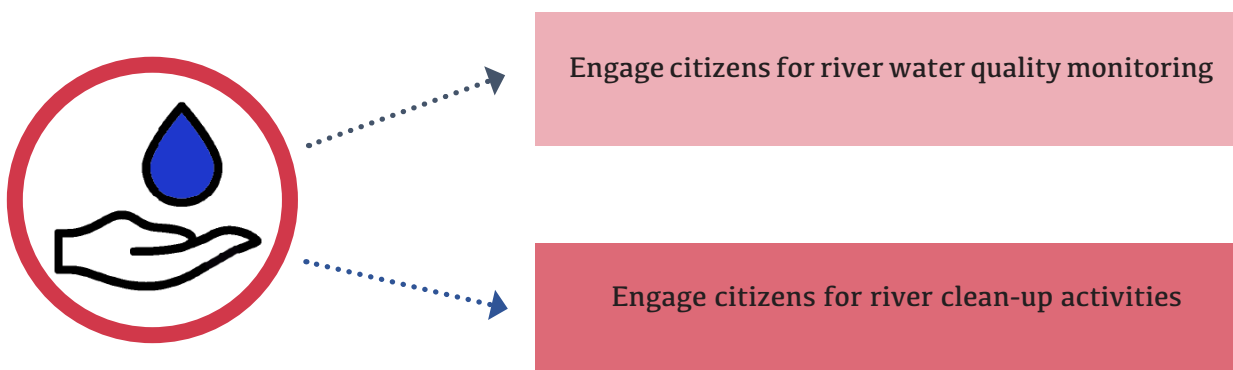 Engage citizens for river water quality monitoring
Engage citizens for river clean-up activities